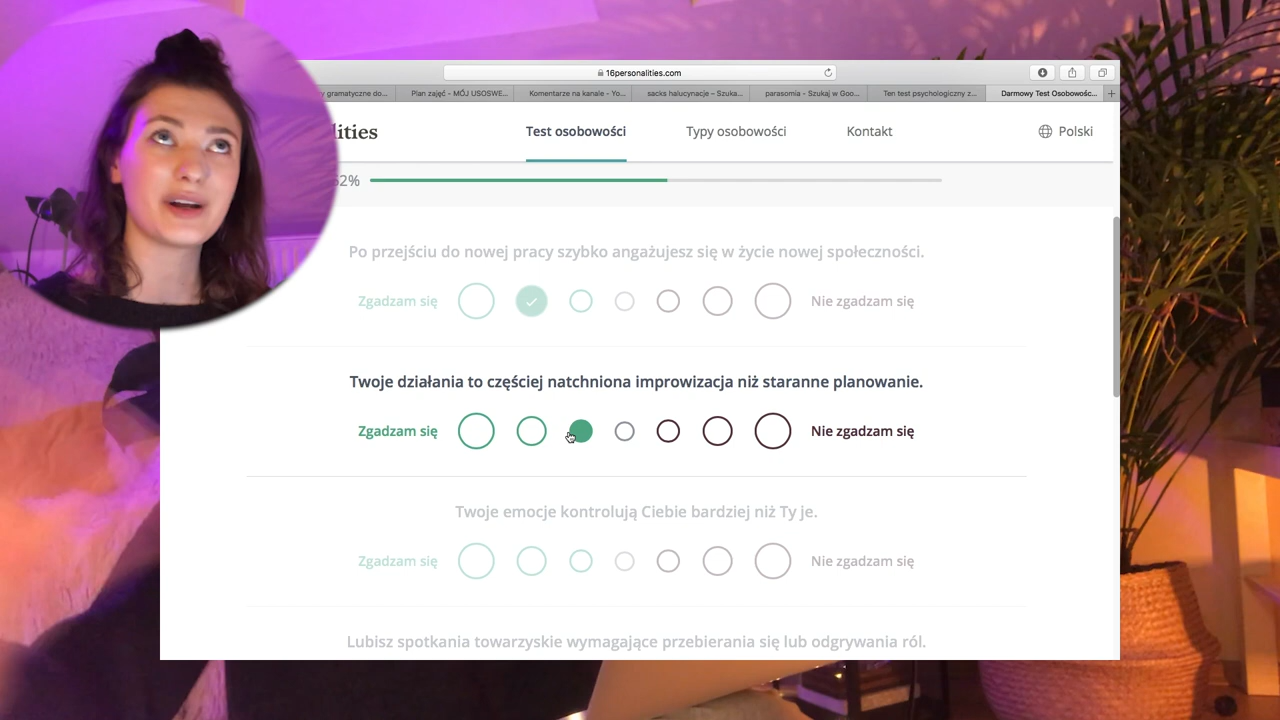 16personalities.com
gramatyczne do...
Plan zajęć - MÓJ USOSWE...
Komentarze na kanale - Yo...
sacks halucynacje – Szuka...
parasomia - Szukaj w Goo...
Ten test psychologiczny z...
Darmowy Test Osobowośc...
lities
Test osobowości
Typy osobowości
Kontakt
Polski
52%
Po przejściu do nowej pracy szybko angażujesz się w życie nowej społeczności.
Zgadzam się
Nie zgadzam się
Twoje działania to częściej natchniona improwizacja niż staranne planowanie.
Zgadzam się
Nie zgadzam się
Twoje emocje kontrolują Ciebie bardziej niż Ty je.
Zgadzam się
Nie zgadzam się
Lubisz spotkania towarzyskie wymagające przebierania się lub odgrywania ról.